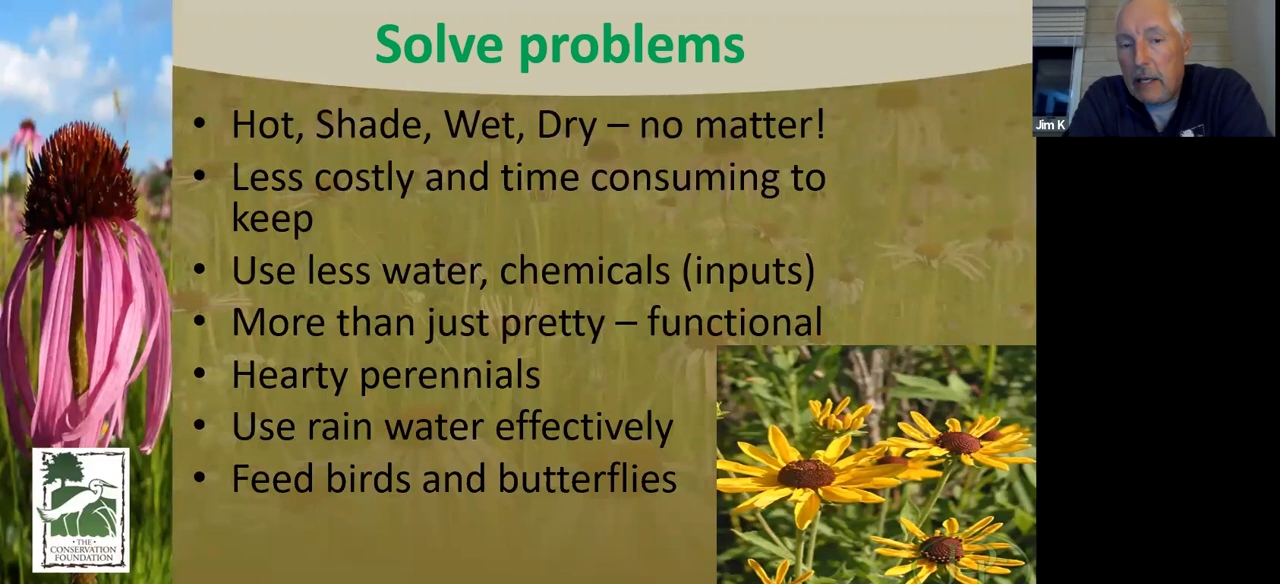 Solve problems
Jim K
• Hot, Shade, Wet, Dry – no matter!
• Less costly and time consuming to
keep
• Use less water, chemicals (inputs)
• More than just pretty – functional
• Hearty perennials
• Use rain water effectively
• Feed birds and butterflies
• THE •
CONSERVATION
FOUNDATION